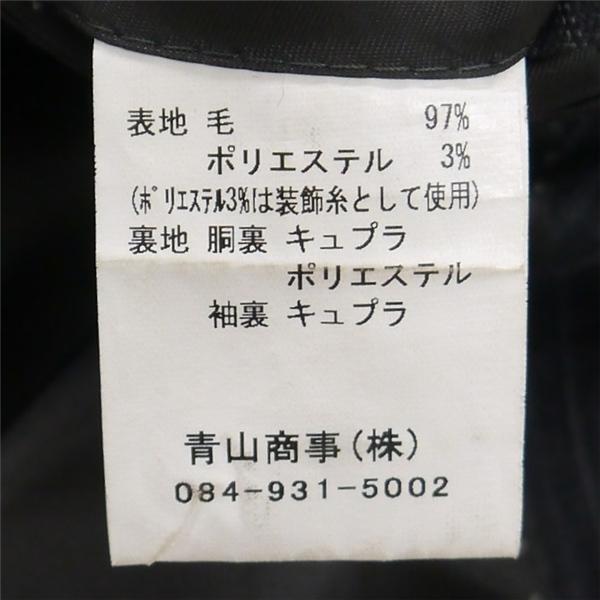 表地 毛 97%
ポリエステル 3%
(ﾎﾟﾘｴｽﾃﾙ3%は装飾糸として使用)
裏地 胴裏 キュプラ
ポリエステル
袖裏 キュプラ
青山商事(株)
084-931-5002